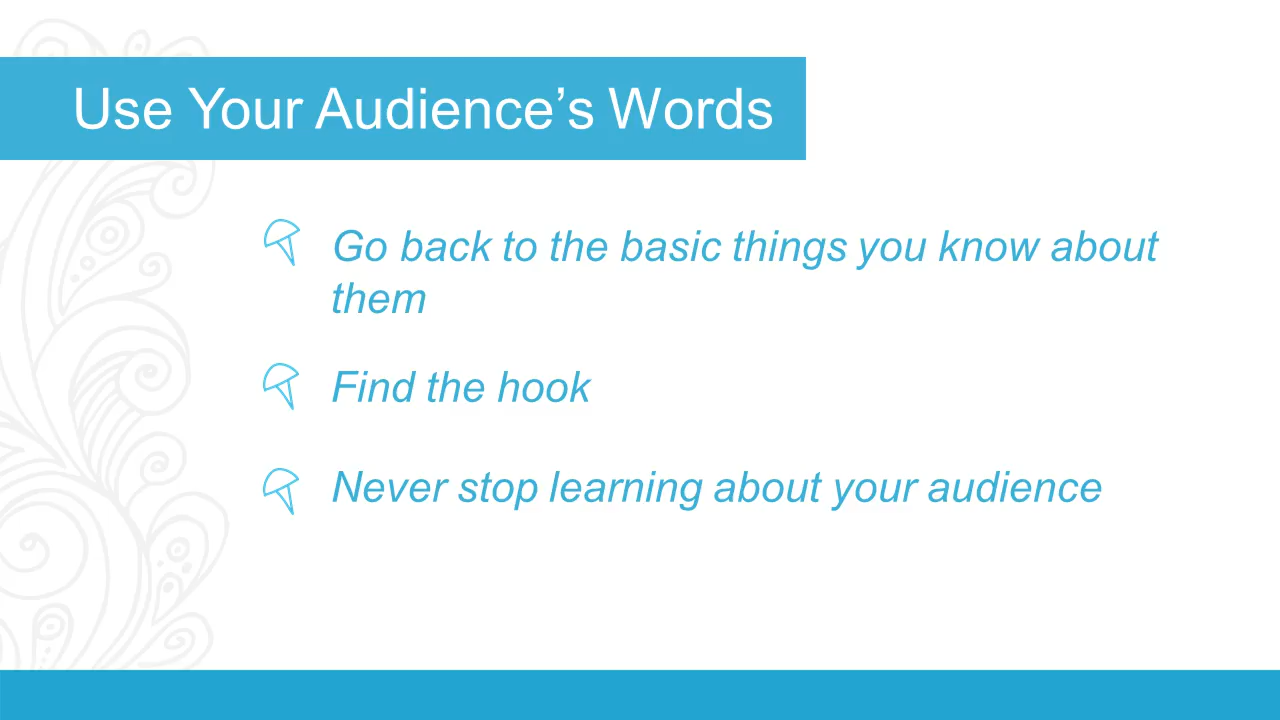 Use Your Audience’s Words
Go back to the basic things you know about
them
Find the hook
Never stop learning about your audience